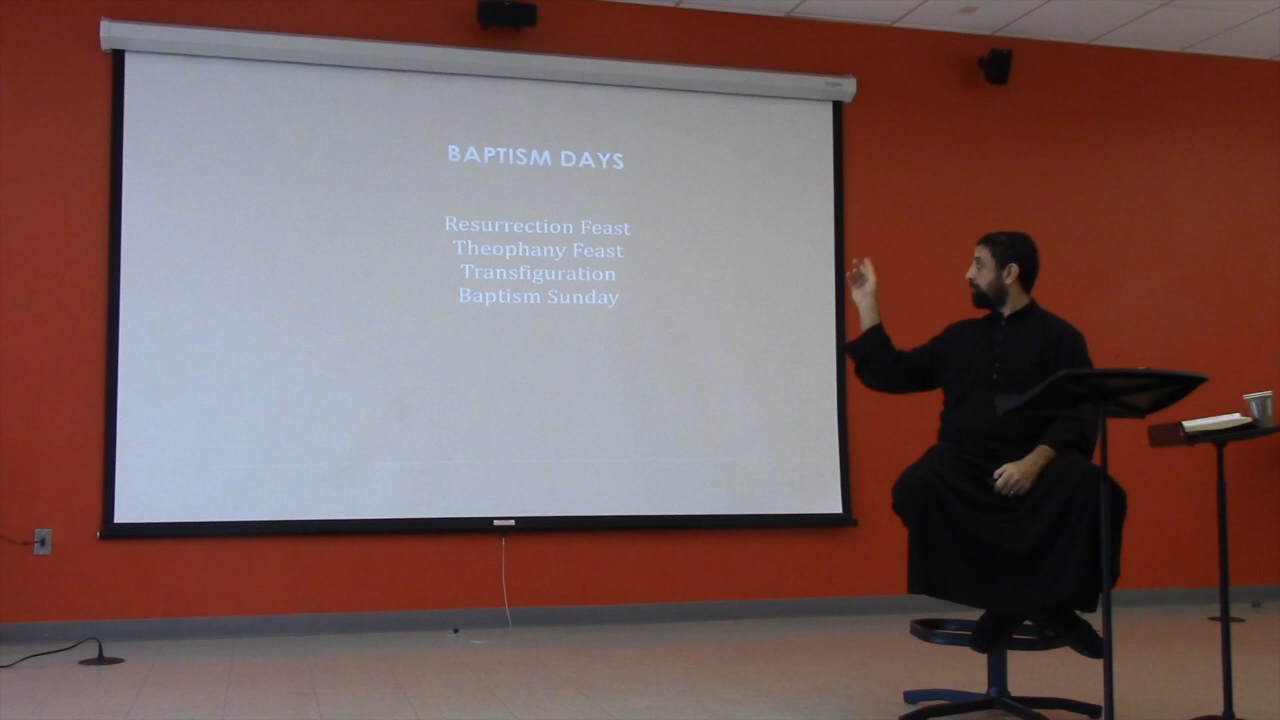 BAPTISM DAYS
Resurrection Feast
Theophany Feast
Transfiguration
Baptism Sunday